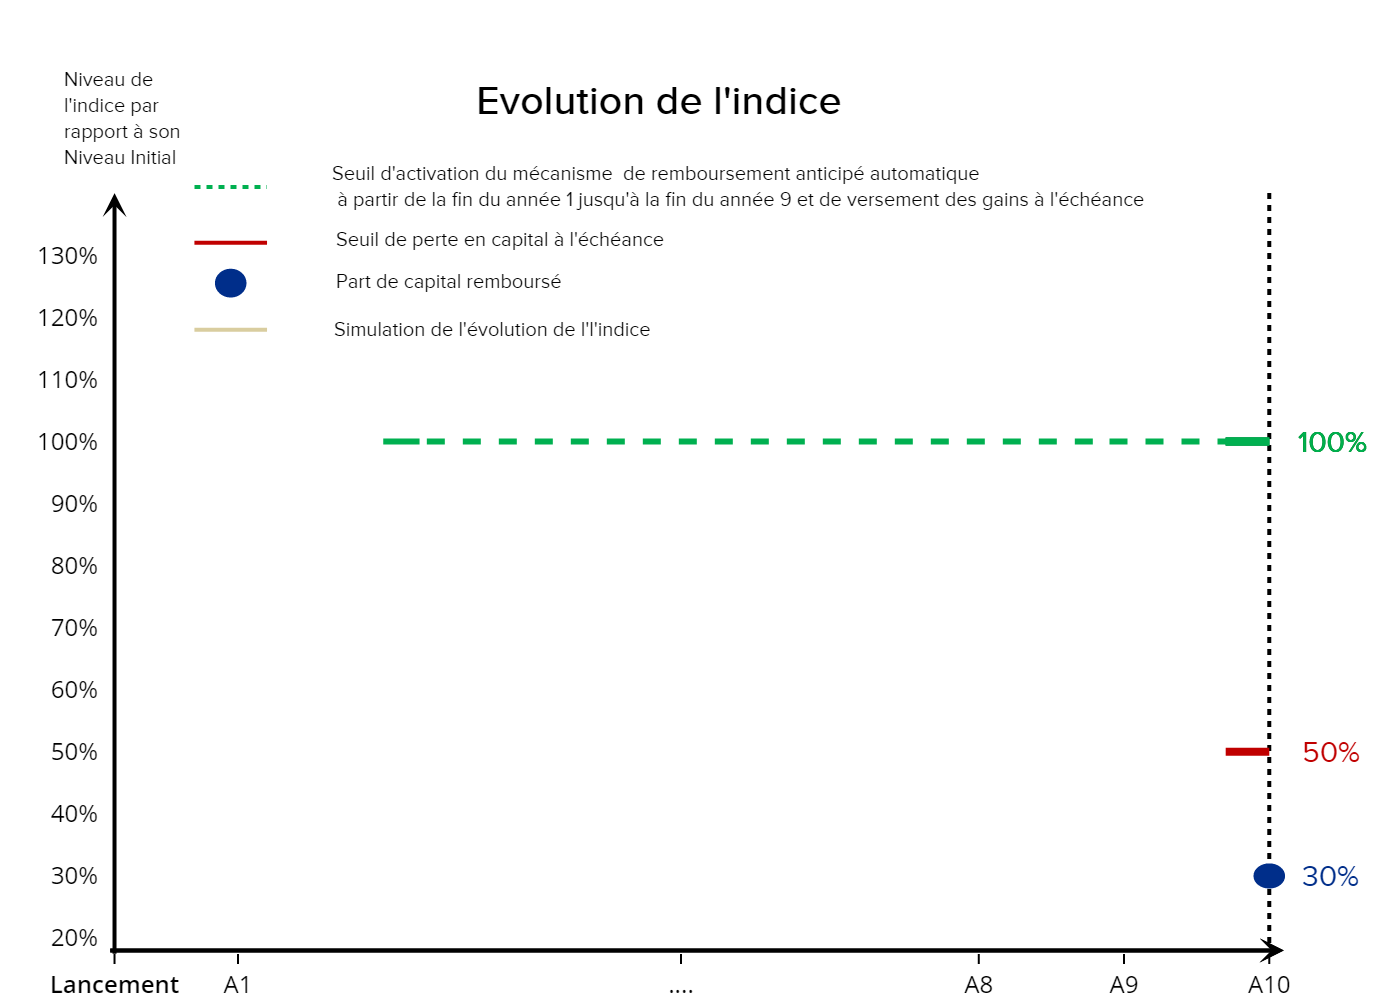 Niveau de
l'indice par
rapport à son
Niveau Initial
Evolution de l'indice
Seuil d'activation du mécanisme  de remboursement anticipé automatique
à partir de la fin du année 1 jusqu'à la fin du année 9 et de versement des gains à l'échéance
Seuil de perte en capital à l'échéance
Part de capital remboursé
Simulation de l'évolution de l'l'indice
130%
120%
110%
100%
90%
80%
70%
60%
50%
40%
30%
20%
100%
50%
30%
Lancement
A1
....
A8
A9
A10